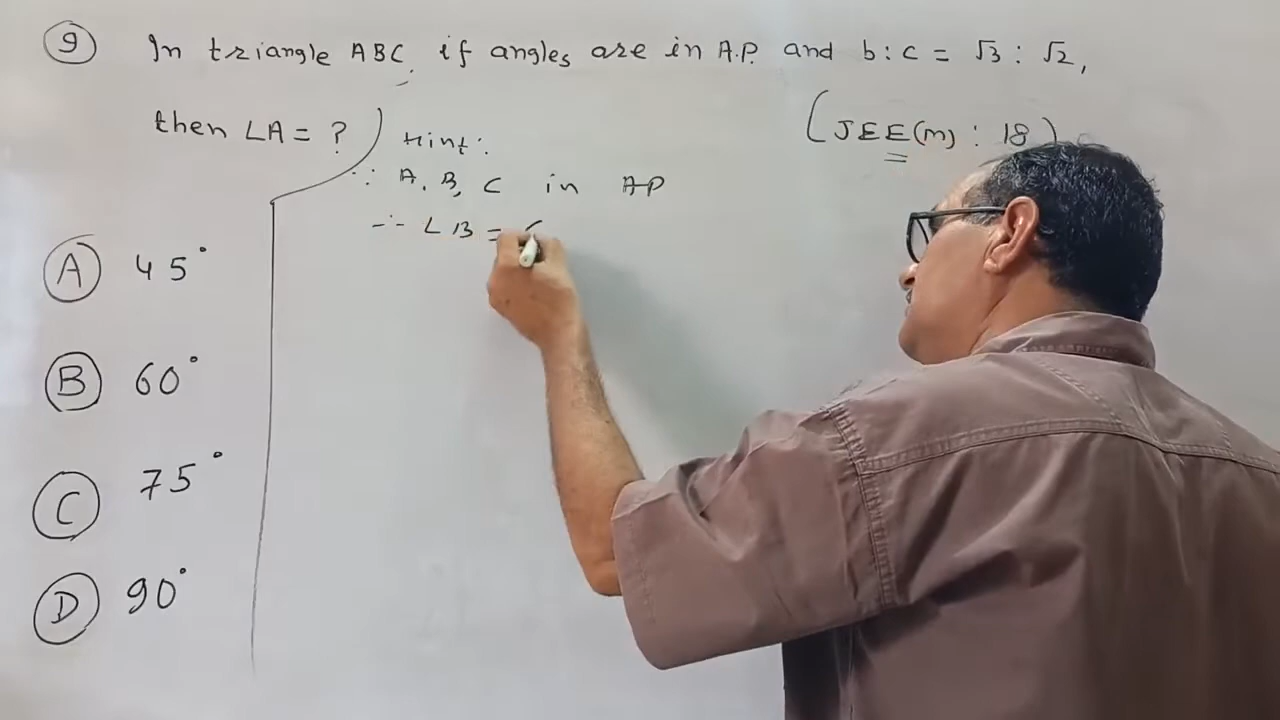 9 In triangle ABC, if angles are in A.P. and b : c = √3 : √2,
then ∠A = ?
(JEE(m) : 18)
Hint:
∵ A, B, C in AP
∴ ∠B =
A 45°
B 60°
C 75°
D 90°